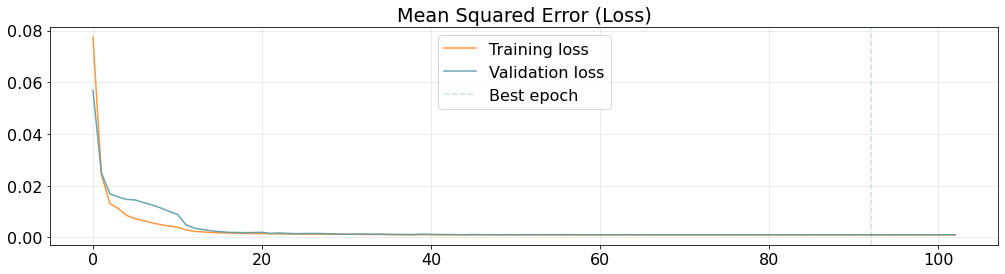 Mean Squared Error (Loss)
0.08
0.06
0.04
0.02
0.00
Training loss
Validation loss
Best epoch
0 20 40 60 80 100